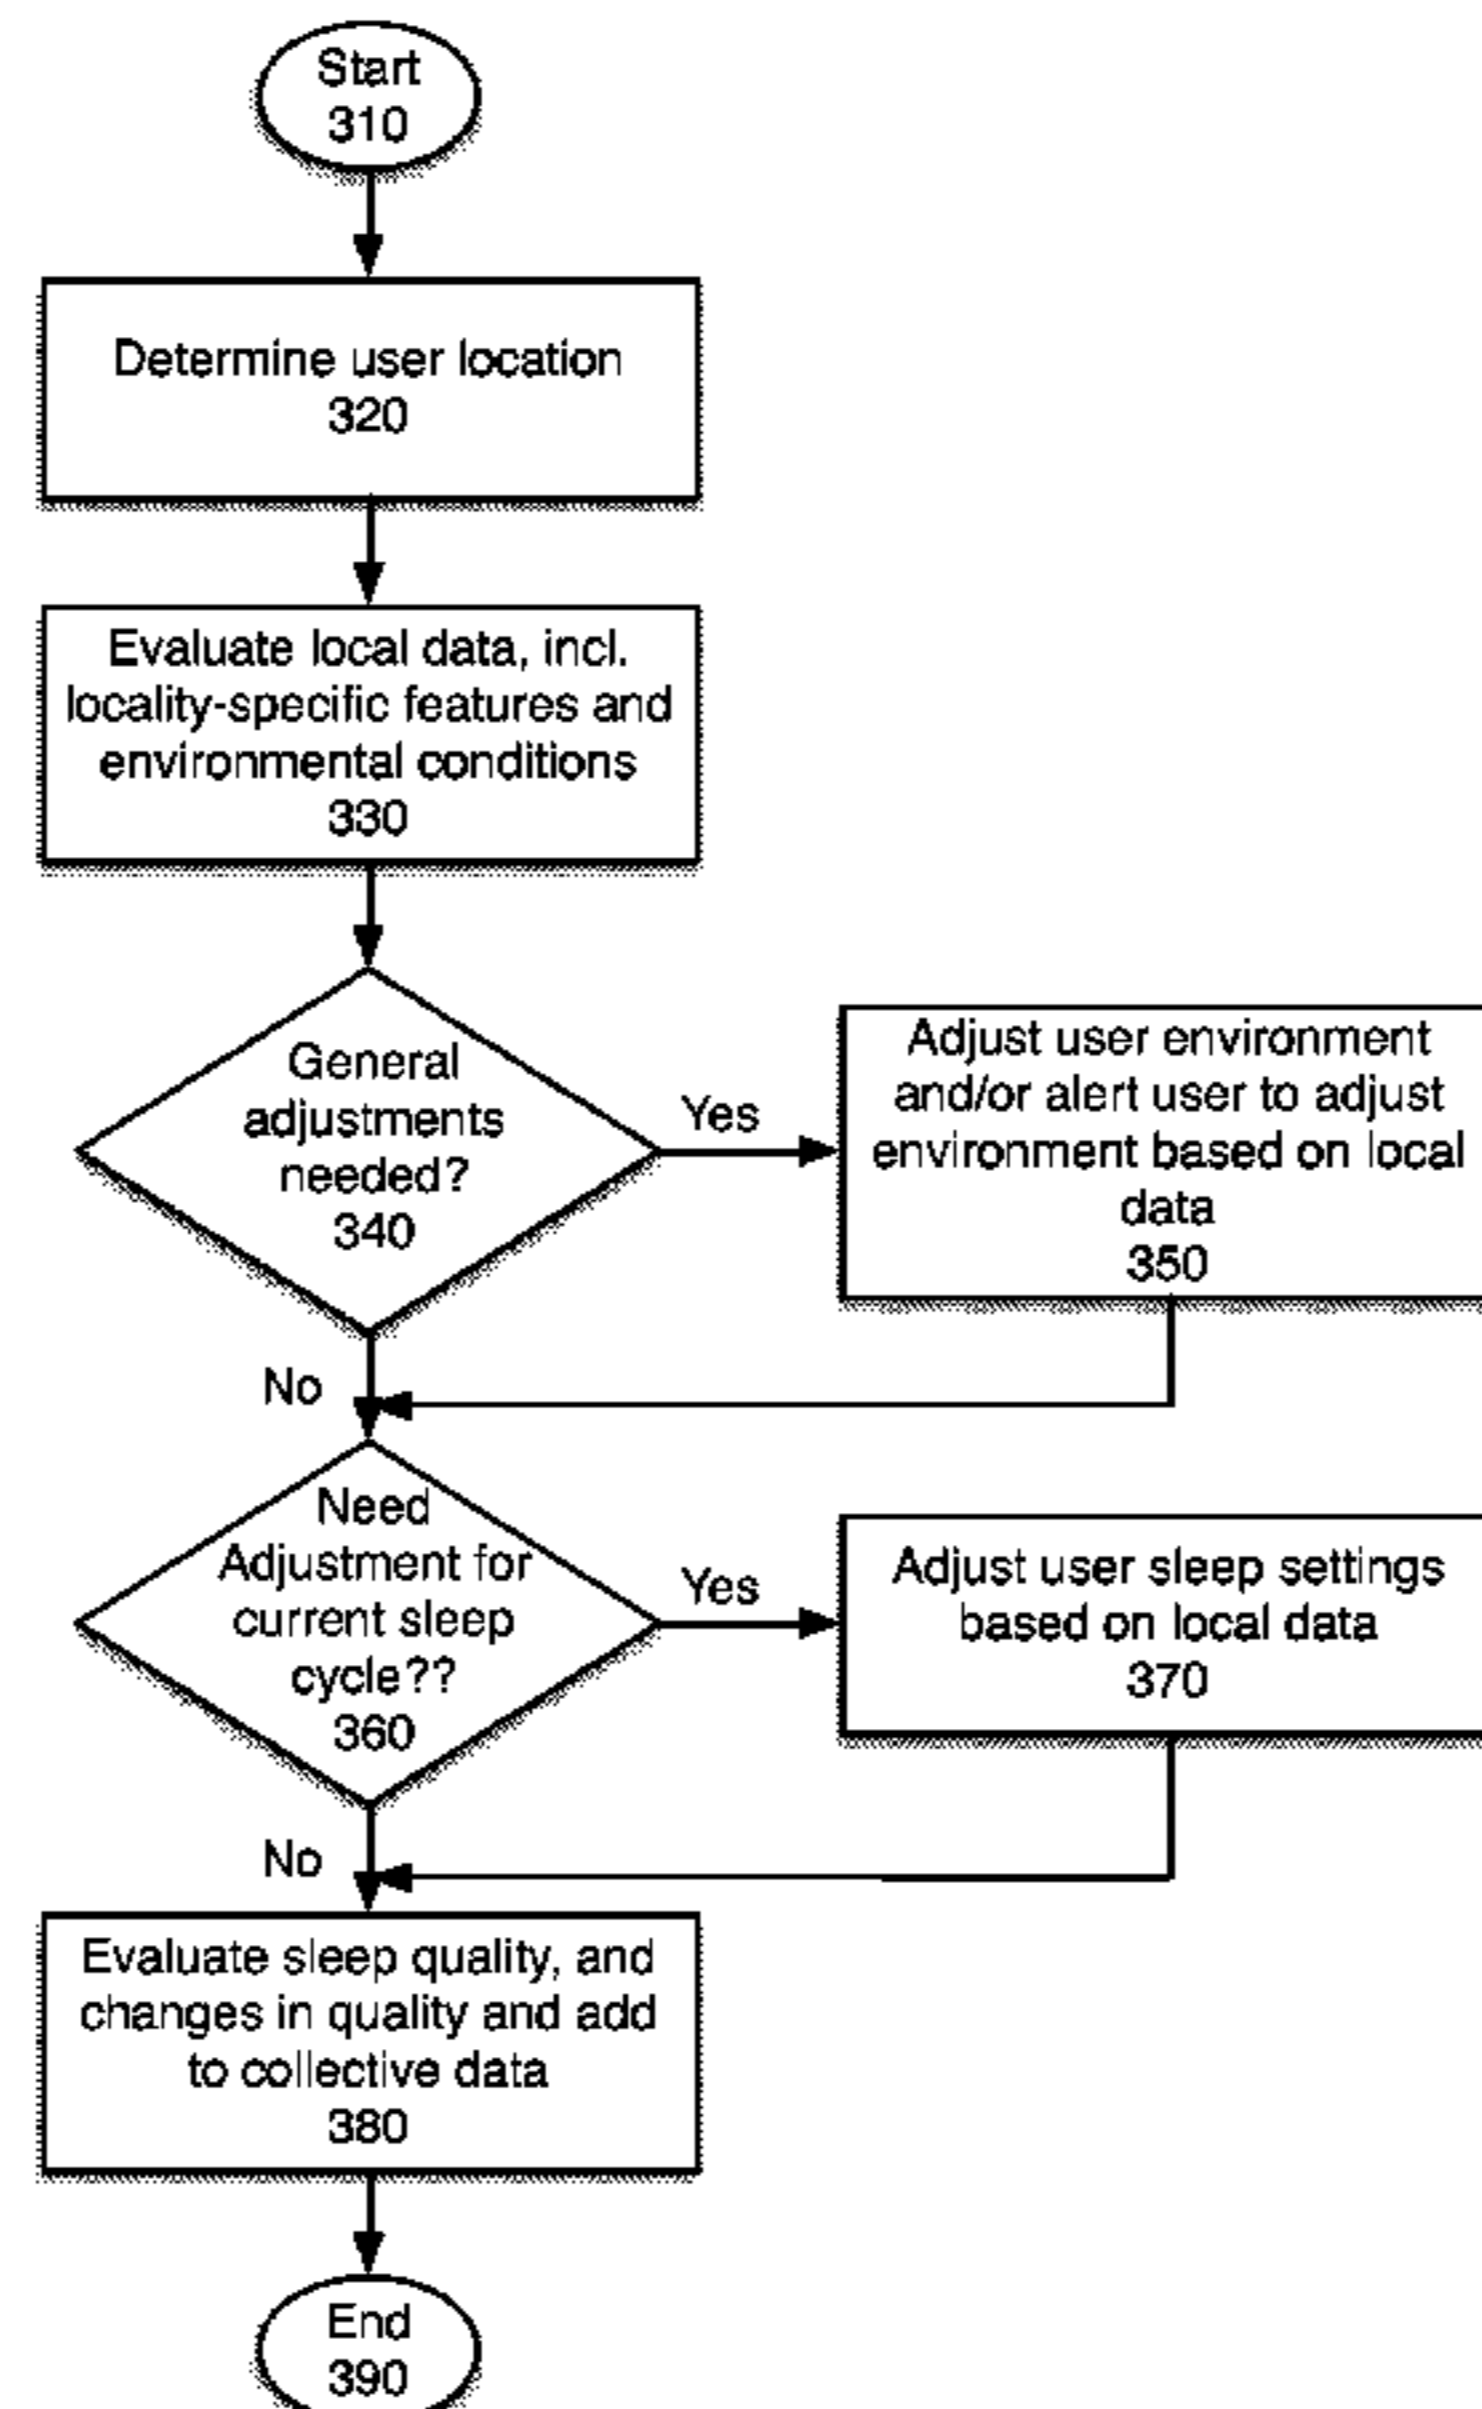 Start
310
Determine user location
320
Evaluate local data, incl.
locality-specific features and
environmental conditions
330
General
adjustments
needed?
340
Yes
Adjust user environment
and/or alert user to adjust
environment based on local
data
350
No
Need
Adjustment for
current sleep
cycle??
360
Yes
Adjust user sleep settings
based on local data
370
No
Evaluate sleep quality, and
changes in quality and add
to collective data
380
End
390